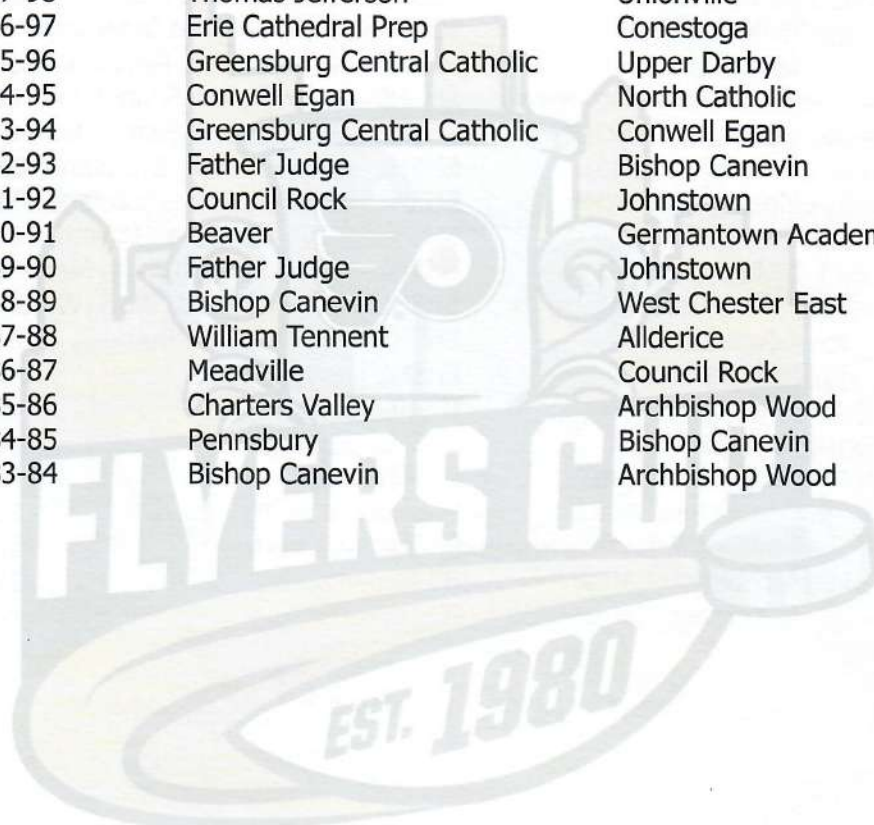 6-97 Erie Cathedral Prep Conestoga
5-96 Greensburg Central Catholic Upper Darby
4-95 Conwell Egan North Catholic
3-94 Greensburg Central Catholic Conwell Egan
2-93 Father Judge Bishop Canevin
1-92 Council Rock Johnstown
0-91 Beaver Germantown Academ
9-90 Father Judge Johnstown
8-89 Bishop Canevin West Chester East
7-88 William Tennent Allderice
6-87 Meadville Council Rock
5-86 Charters Valley Archbishop Wood
4-85 Pennsbury Bishop Canevin
3-84 Bishop Canevin Archbishop Wood
FLYERS CUP
EST. 1980